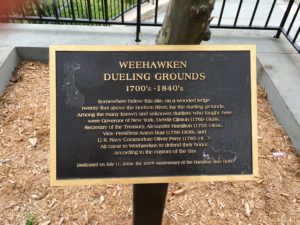 WEEHAWKEN
DUELING GROUNDS
1700's - 1840's
Somewhere below this site, on a wooded ledge
twenty feet above the Hudson River, lay the dueling grounds.
Among the many known and unknown duelists who fought here
were Governor of New York, DeWitt Clinton (1769-1828),
Secretary of the Treasury, Alexander Hamilton (1755-1804),
Vice-President Aaron Burr (1756-1836), and
U.S. Navy Commodore Oliver Perry (1785-18
All came to Weehawken to defend their honor,
according to the custom of the day.
Dedicated on July 11, 2004, the 200th Anniversary of the Hamilton-Burr Duel